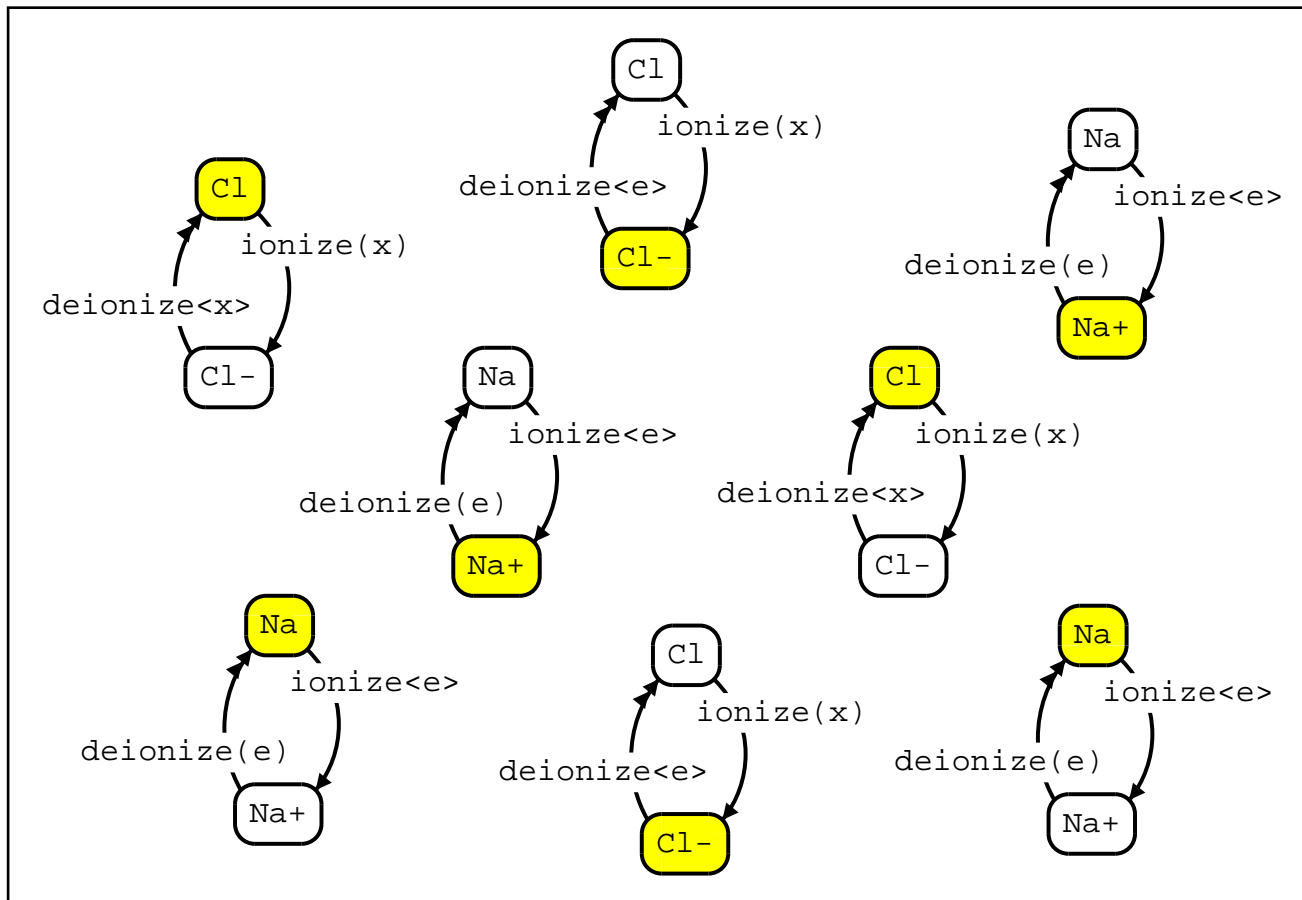 Cl
ionize(x)
deionize<e>
Cl-
Cl
ionize(x)
deionize<x>
Cl-
Na
ionize<e>
deionize(e)
Na+
Na
ionize<e>
deionize(e)
Na+
Cl
ionize(x)
deionize<x>
Cl-
Na
ionize<e>
deionize(e)
Na+
Cl
ionize(x)
deionize<e>
Cl-
Na
ionize<e>
deionize(e)
Na+